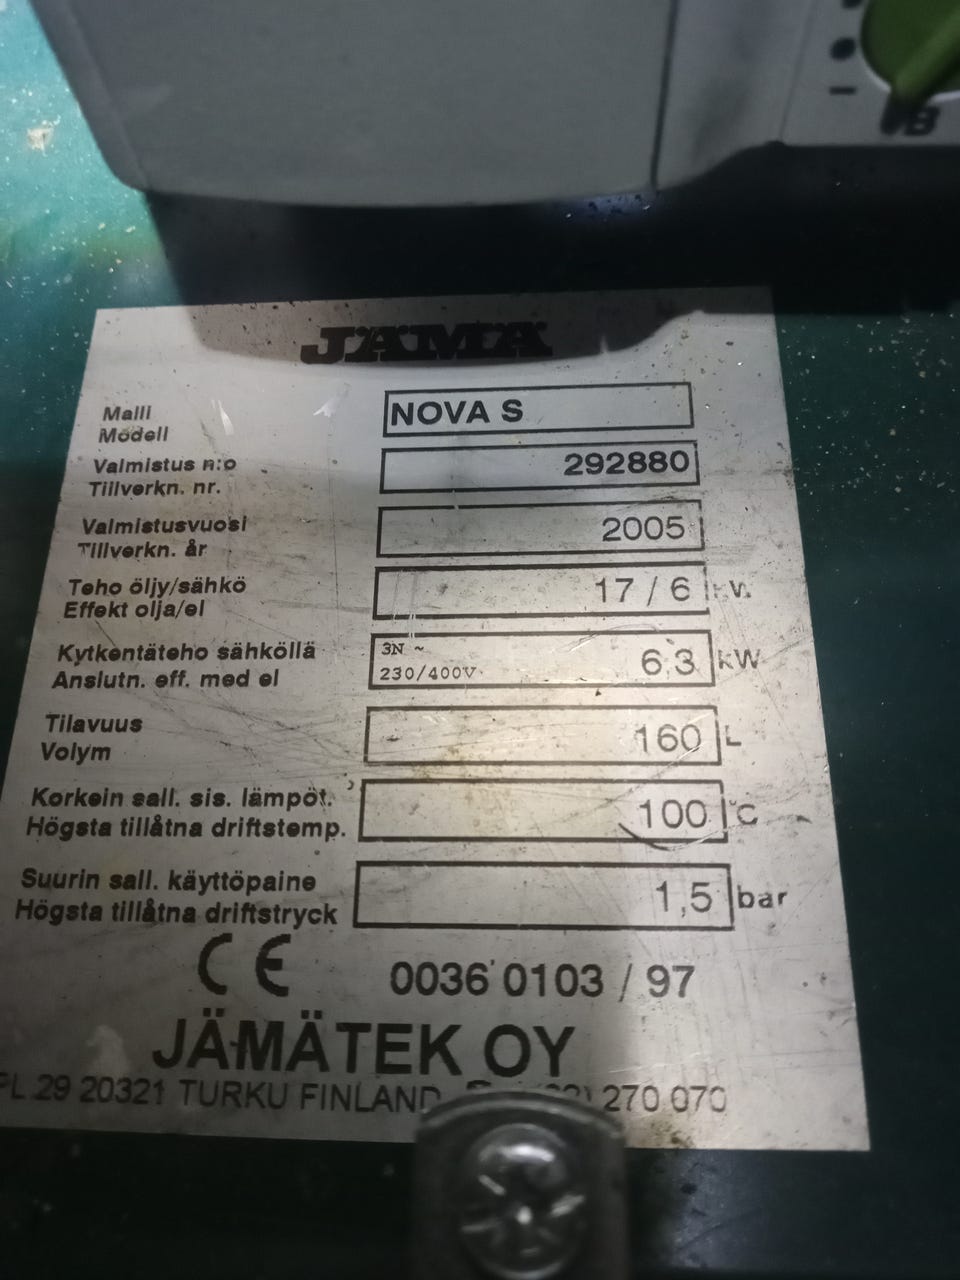 JÄMÄ
Malli
Modell
NOVA S
Valmistus n:o
Tillverkn. nr.
292880
Valmistusvuosi
Tillverkn. år
2005
Teho öljy/sähkö
Effekt olja/el
17 / 6 kW
Kytkentäteho sähköllä
Anslutn. eff. med el
3N ~
230/400V
6,3 kW
Tilavuus
Volym
160 L
Korkein sall. sis. lämpöt.
Högsta tillåtna driftstemp.
100 °C
Suurin sall. käyttöpaine
Högsta tillåtna driftstryck
1,5 bar
CE 0036 0103 / 97
JÄMÄTEK OY
PL 29 20321 TURKU FINLAND 270 070